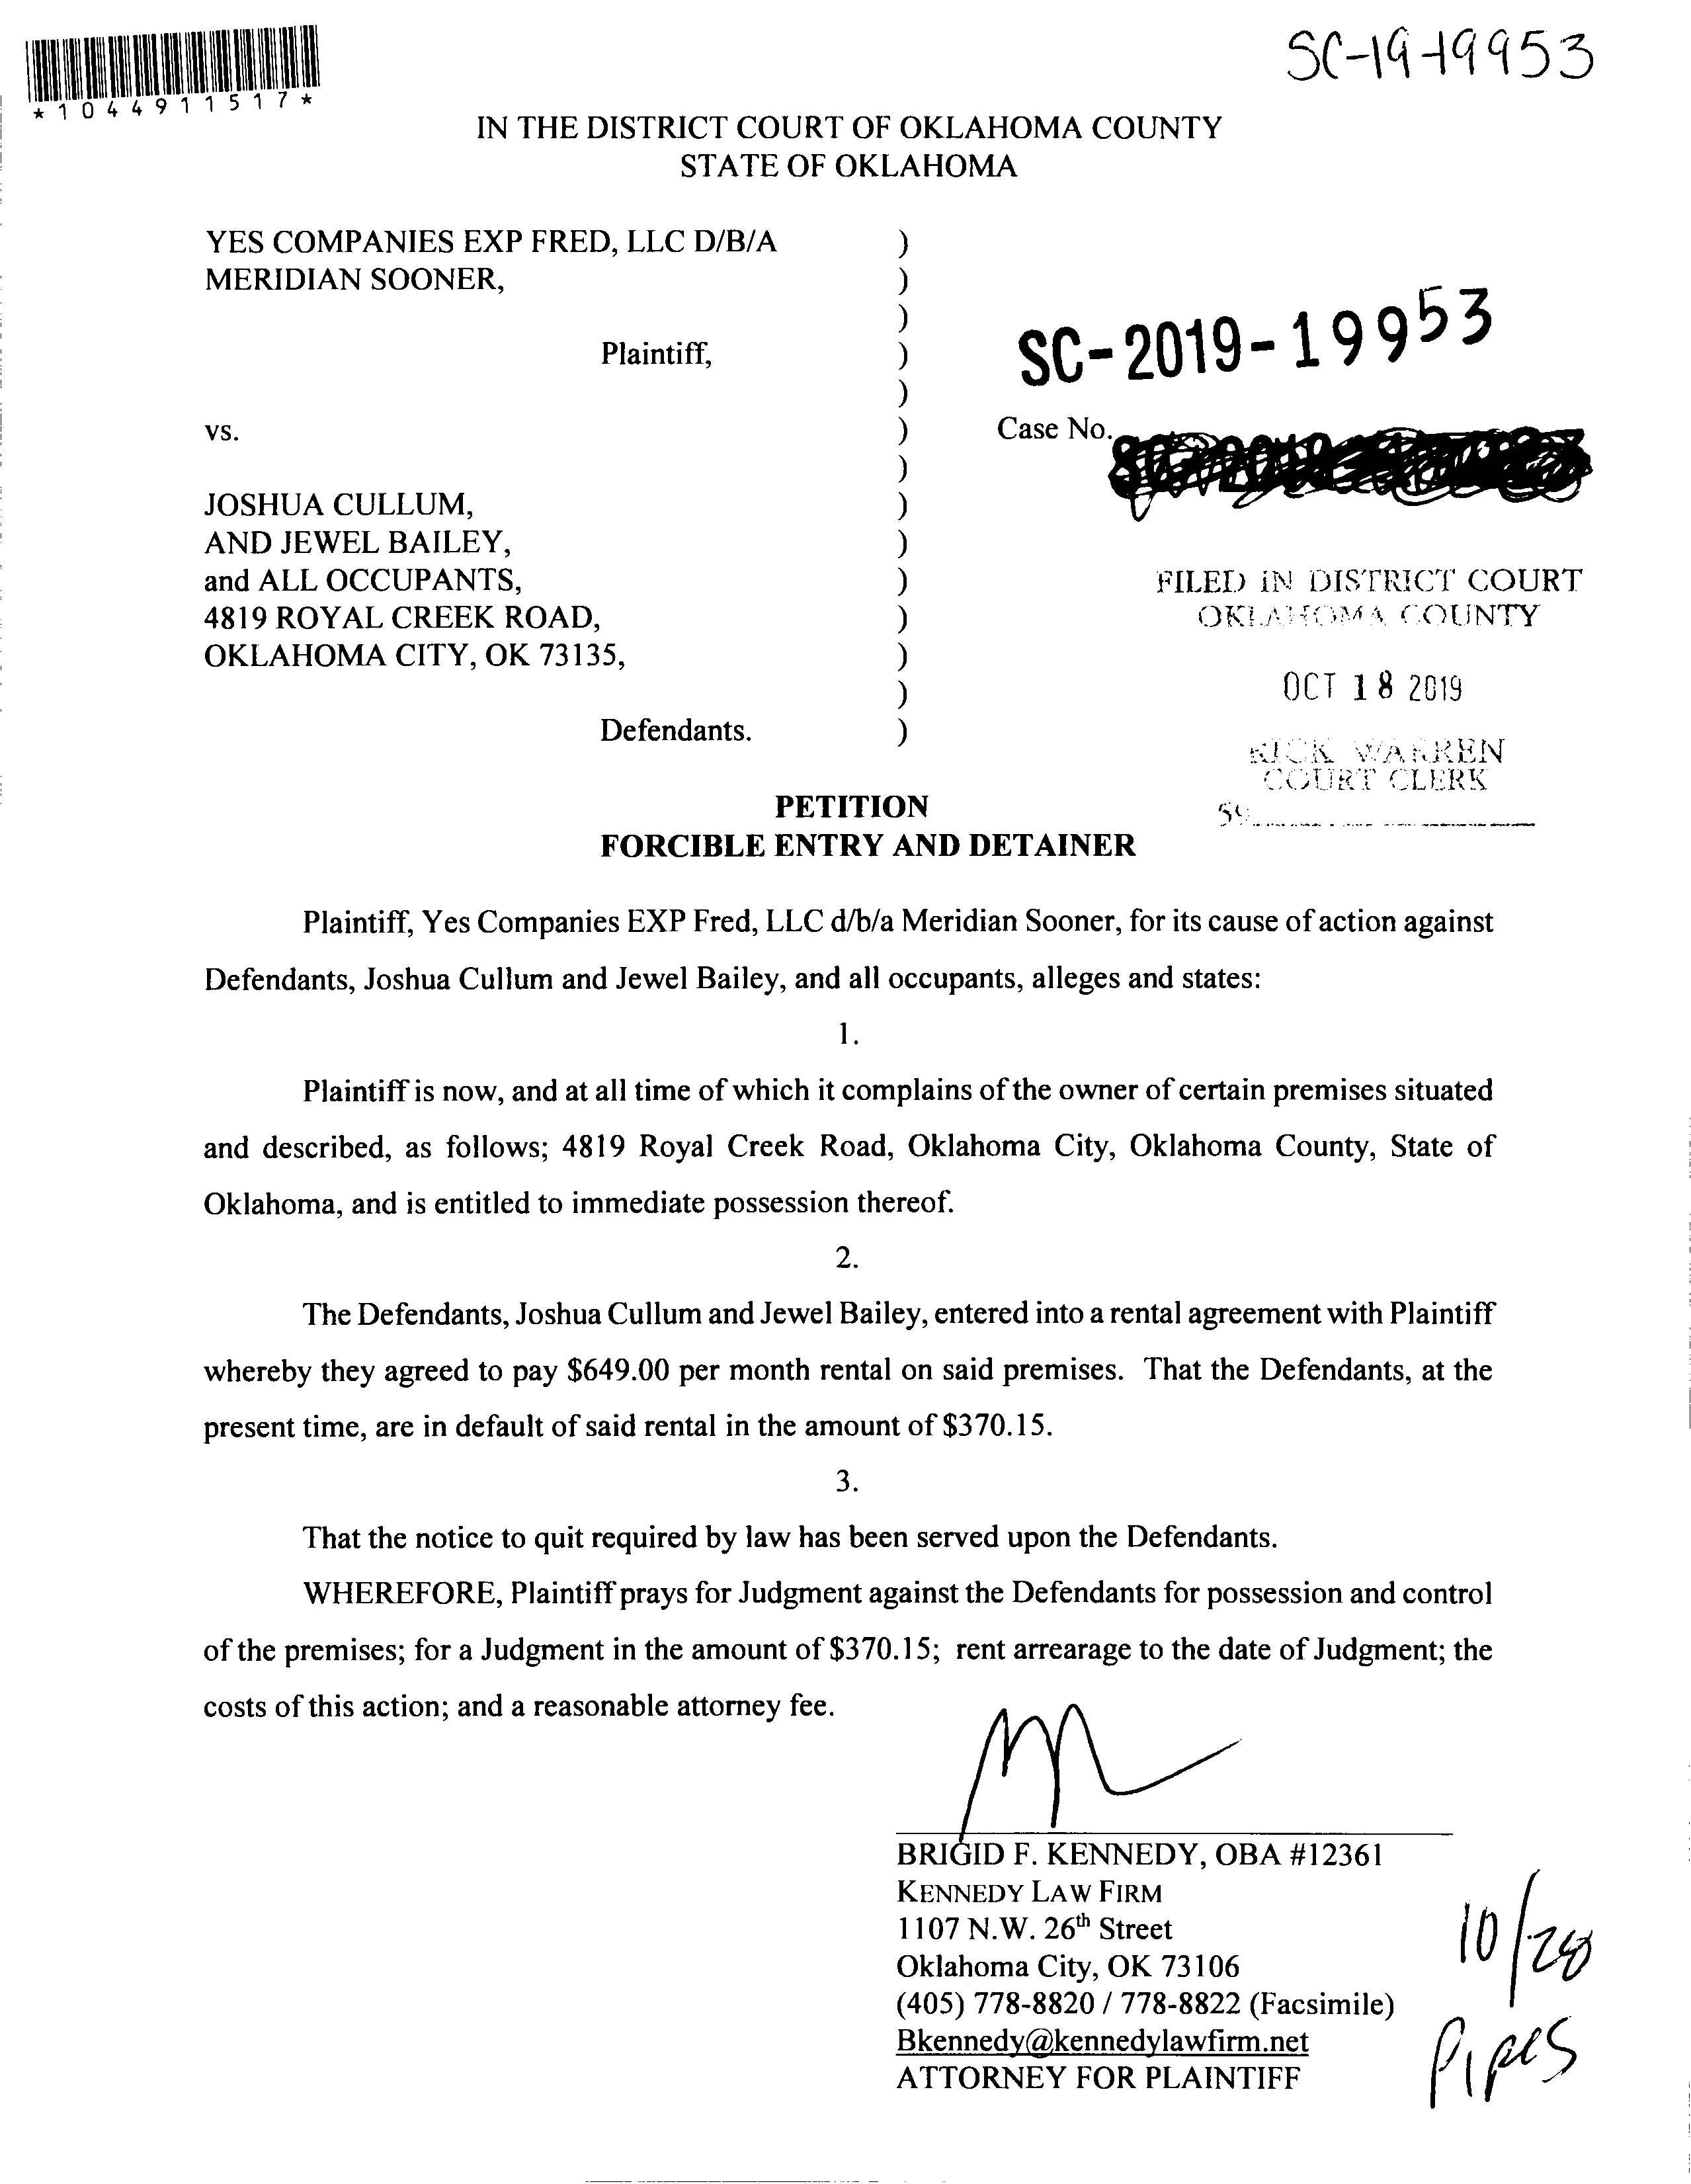 SC-19-19953
*1044911517*
IN THE DISTRICT COURT OF OKLAHOMA COUNTY
STATE OF OKLAHOMA
YES COMPANIES EXP FRED, LLC D/B/A )
MERIDIAN SOONER, )
)
Plaintiff, )
SC-2019-19953
)
vs. )
Case No.
)
JOSHUA CULLUM, )
AND JEWEL BAILEY, )
and ALL OCCUPANTS, )
4819 ROYAL CREEK ROAD, )
OKLAHOMA CITY, OK 73135, )
)
Defendants. )
FILED IN DISTRICT COURT
OKLAHOMA COUNTY
OCT 18 2019
RICK WARREN
COURT CLERK
59
PETITION
FORCIBLE ENTRY AND DETAINER
Plaintiff, Yes Companies EXP Fred, LLC d/b/a Meridian Sooner, for its cause of action against
Defendants, Joshua Cullum and Jewel Bailey, and all occupants, alleges and states:
1.
Plaintiff is now, and at all time of which it complains of the owner of certain premises situated
and described, as follows; 4819 Royal Creek Road, Oklahoma City, Oklahoma County, State of
Oklahoma, and is entitled to immediate possession thereof.
2.
The Defendants, Joshua Cullum and Jewel Bailey, entered into a rental agreement with Plaintiff
whereby they agreed to pay $649.00 per month rental on said premises. That the Defendants, at the
present time, are in default of said rental in the amount of $370.15.
3.
That the notice to quit required by law has been served upon the Defendants.
WHEREFORE, Plaintiff prays for Judgment against the Defendants for possession and control
of the premises; for a Judgment in the amount of $370.15; rent arrearage to the date of Judgment; the
costs of this action; and a reasonable attorney fee.
BRIGID F. KENNEDY, OBA #12361
KENNEDY LAW FIRM
1107 N.W. 26th Street
Oklahoma City, OK 73106
(405) 778-8820 / 778-8822 (Facsimile)
Bkennedy@kennedylawfirm.net
ATTORNEY FOR PLAINTIFF
10/28
Pipes